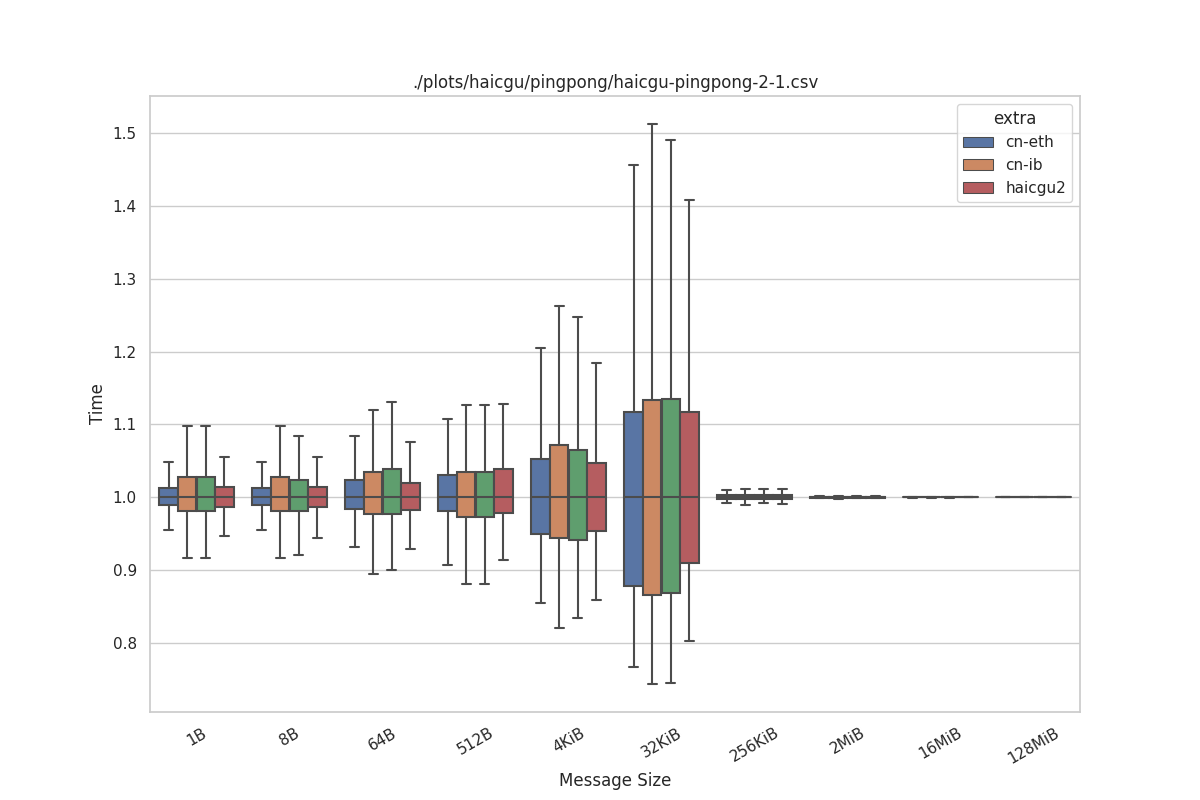 ./plots/haicgu/pingpong/haicgu-pingpong-2-1.csv
extra
cn-eth
cn-ib
haicgu2
1.5
1.4
1.3
1.2
1.1
1.0
0.9
0.8
Time
1B
8B
64B
512B
4KiB
32KiB
256KiB
2MiB
16MiB
128MiB
Message Size